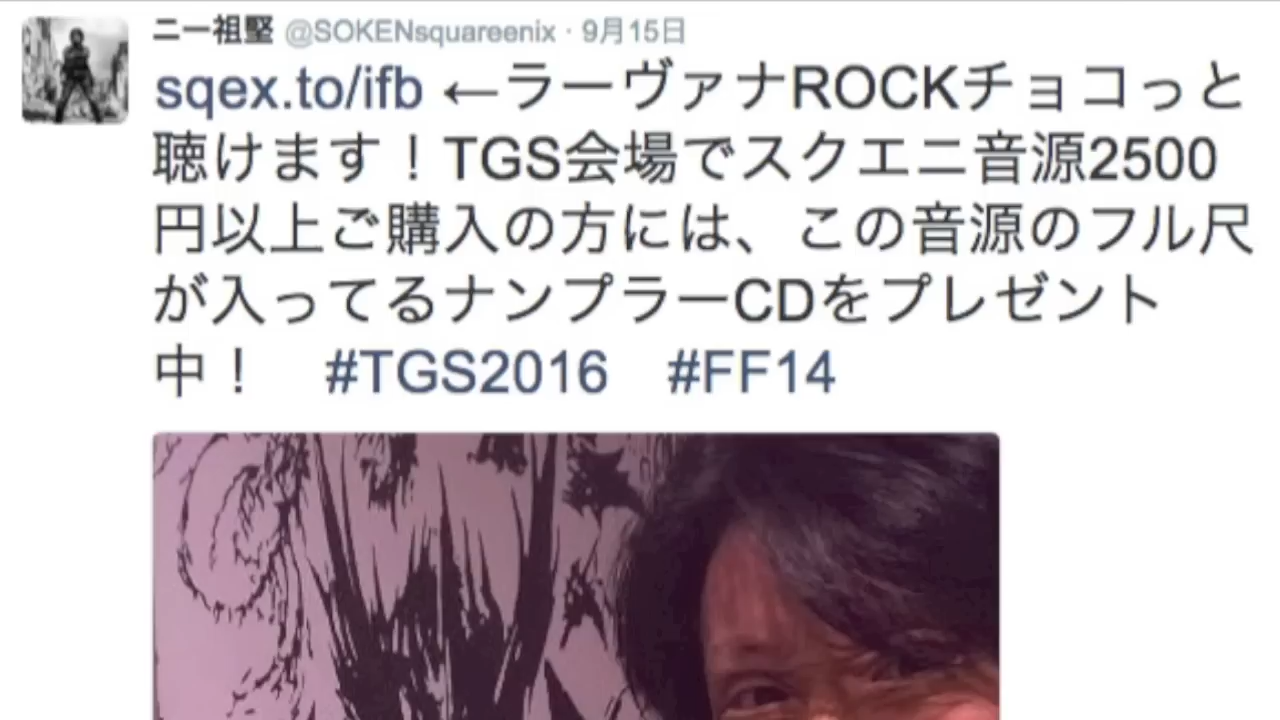 ニー祖堅 @SOKENsquareenix · 9月15日
sqex.to/ifb ←ラーヴァナROCKチョコっと
聴けます！TGS会場でスクエニ音源2500
円以上ご購入の方には、この音源のフル尺
が入ってるナンプラーCDをプレゼント
中！　#TGS2016　#FF14